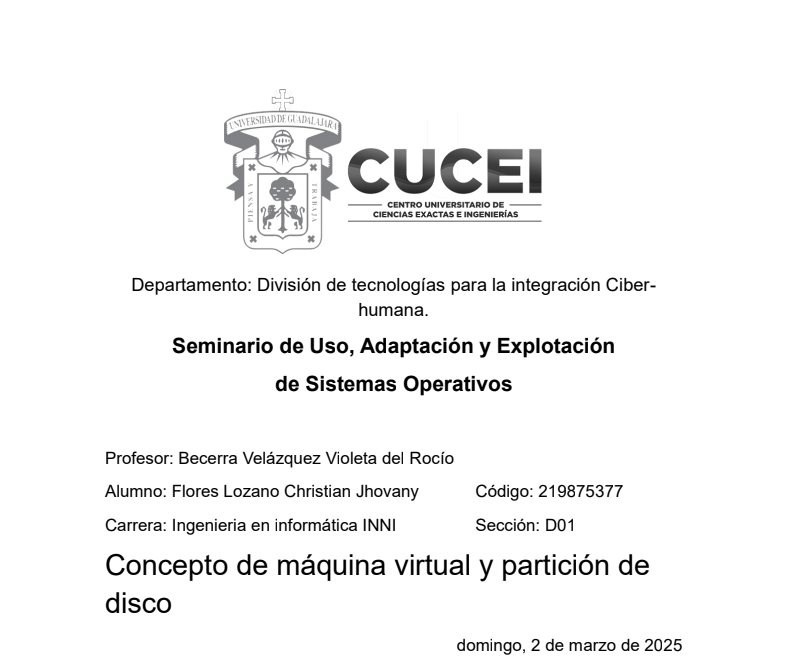 UNIVERSIDAD DE GUADALAJARA
PIENSA Y
TRABAJA
CUCEI
CENTRO UNIVERSITARIO DE
CIENCIAS EXACTAS E INGENIERÍAS
Departamento: División de tecnologías para la integración Ciber-
humana.
Seminario de Uso, Adaptación y Explotación
de Sistemas Operativos
Profesor: Becerra Velázquez Violeta del Rocío
Alumno: Flores Lozano Christian Jhovany Código: 219875377
Carrera: Ingenieria en informática INNI Sección: D01
Concepto de máquina virtual y partición de
disco
domingo, 2 de marzo de 2025